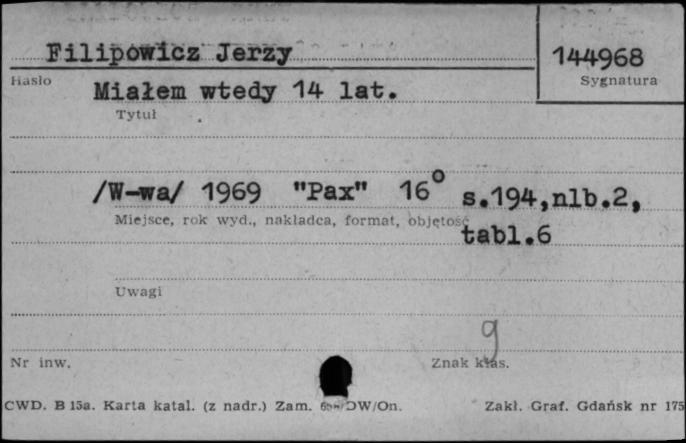 Filipowicz Jerzy
144968
Hasło
Sygnatura
Miałem wtedy 14 lat.
Tytuł
/W-wa/ 1969 "Pax" 16° s.194,nlb.2,
Miejsce, rok wyd., nakładca, format, objętość
tabl.6
Uwagi
g
Nr inw.
Znak klas.
CWD. B 15a. Karta katal. (z nadr.) Zam. DW/On.
Zakł. Graf. Gdańsk nr 175